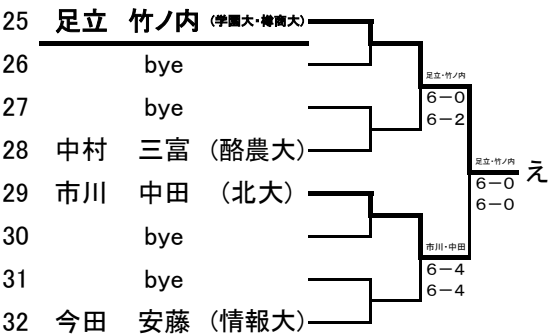 25 足立 竹ノ内 (学園大・樽商大)
26 bye
足立・竹ノ内
27 bye
6－0
6－2
28 中村 三富 (酪農大)
足立・竹ノ内
え
29 市川 中田 (北大)
6－0
6－0
30 bye
市川・中田
6－4
31 bye
6－4
32 今田 安藤 (情報大)